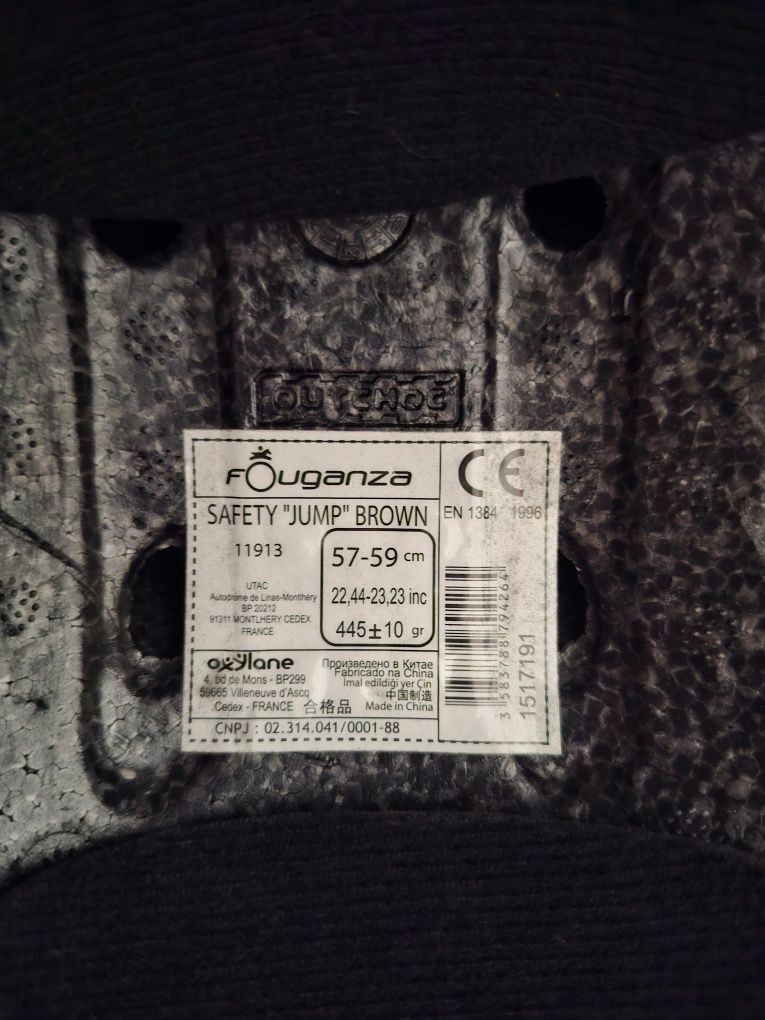 OUTCHOC
FOuganza
SAFETY "JUMP" BROWN
11913
UTAC
Autodrome de Linas-Montlhéry
BP 20212
91311 MONTLHERY CEDEX
FRANCE
57-59 cm
22,44-23,23 inc
445±10 gr
oxylane
4, bd de Mons - BP299
59665 Villeneuve d'Ascq
Cedex - FRANCE 合格品
Произведено в Китае
Fabricado na China
Imal edildiği yer Çin
中国制造
Made in China
CNPJ : 02.314.041/0001-88
CE
EN 1384 1996
3 583788 794264
1517191